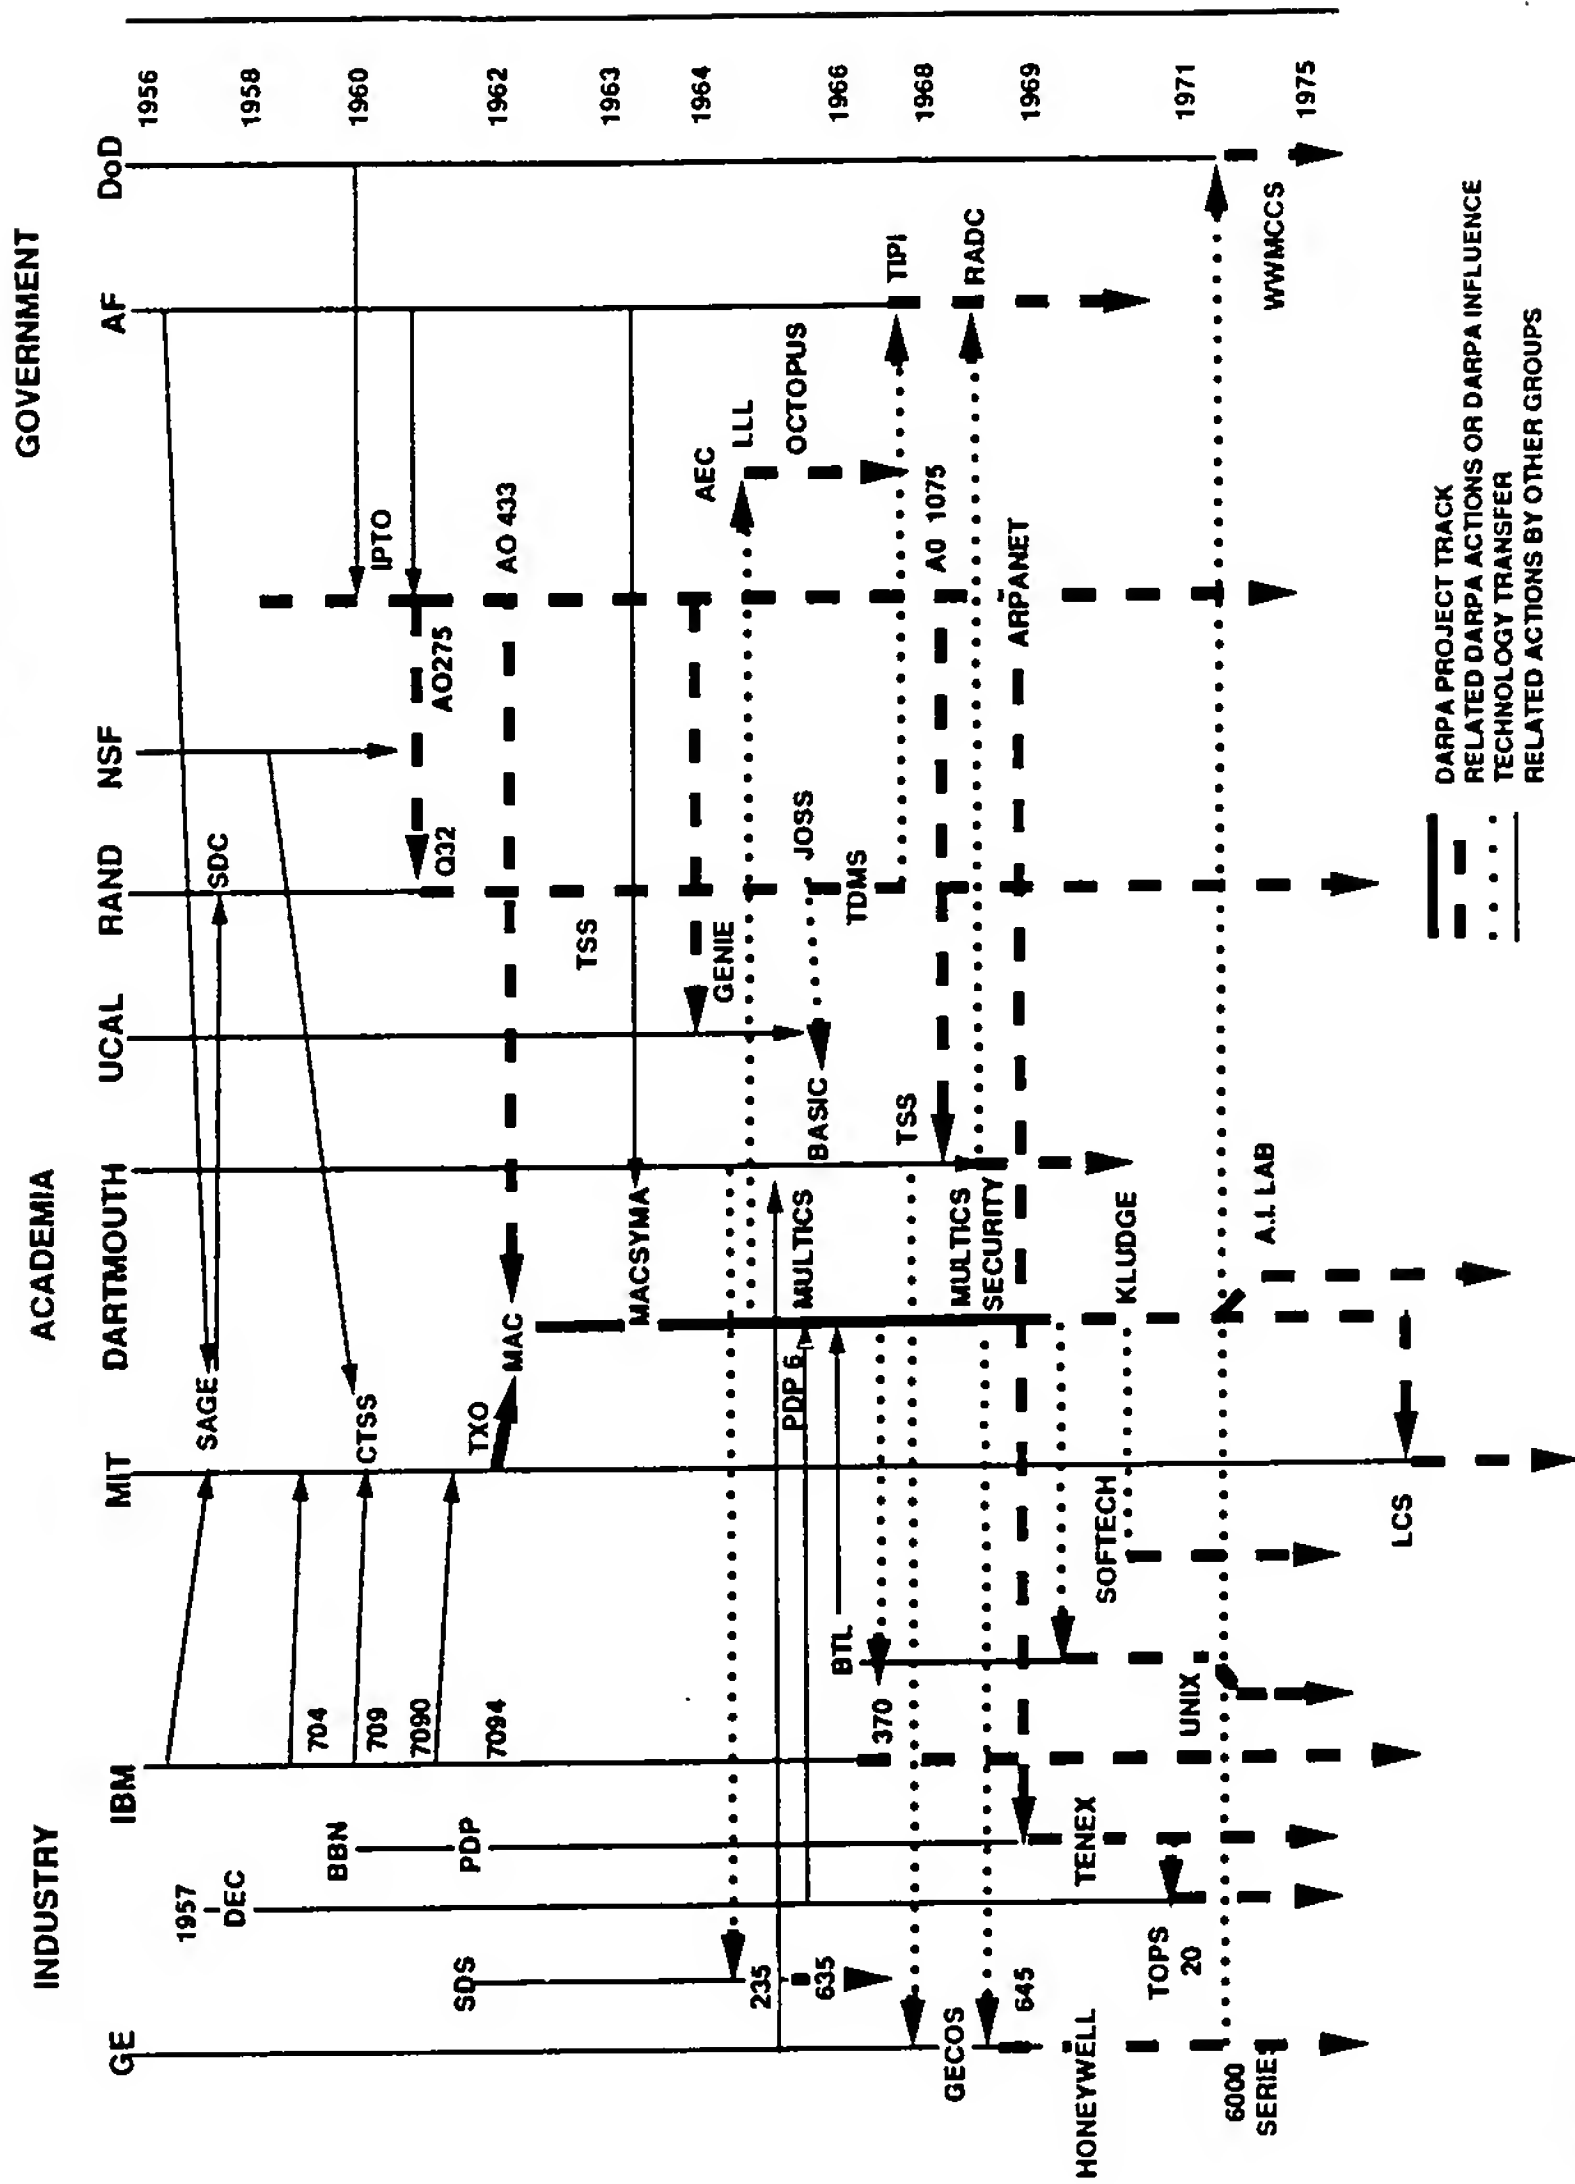 INDUSTRY
ACADEMIA
GOVERNMENT
GE
IBM
MIT
DARTMOUTH
UCAL
RAND
NSF
AF
DoD
1956
1957
DEC
SAGE
SDC
1958
704
BBN
709
CTSS
IPTO
1960
7090
AO275
Q32
SDS
PDP
7094
TXO
MAC
AO 433
1962
TSS
MACSYMA
1963
GENIE
AEC
1964
LLL
235
635
PDP 6
MULTICS
BASIC
JOSS
OCTOPUS
BTL
TDMS
1966
370
TSS
TIPI
1968
GECOS
MULTICS
SECURITY
A0 1075
RADC
645
ARPANET
1969
HONEYWELL
TENEX
SOFTECH
KLUDGE
TOPS
20
UNIX
1971
6000
SERIES
A.I. LAB
WWMCCS
1975
LCS
DARPA PROJECT TRACK
RELATED DARPA ACTIONS OR DARPA INFLUENCE
TECHNOLOGY TRANSFER
RELATED ACTIONS BY OTHER GROUPS